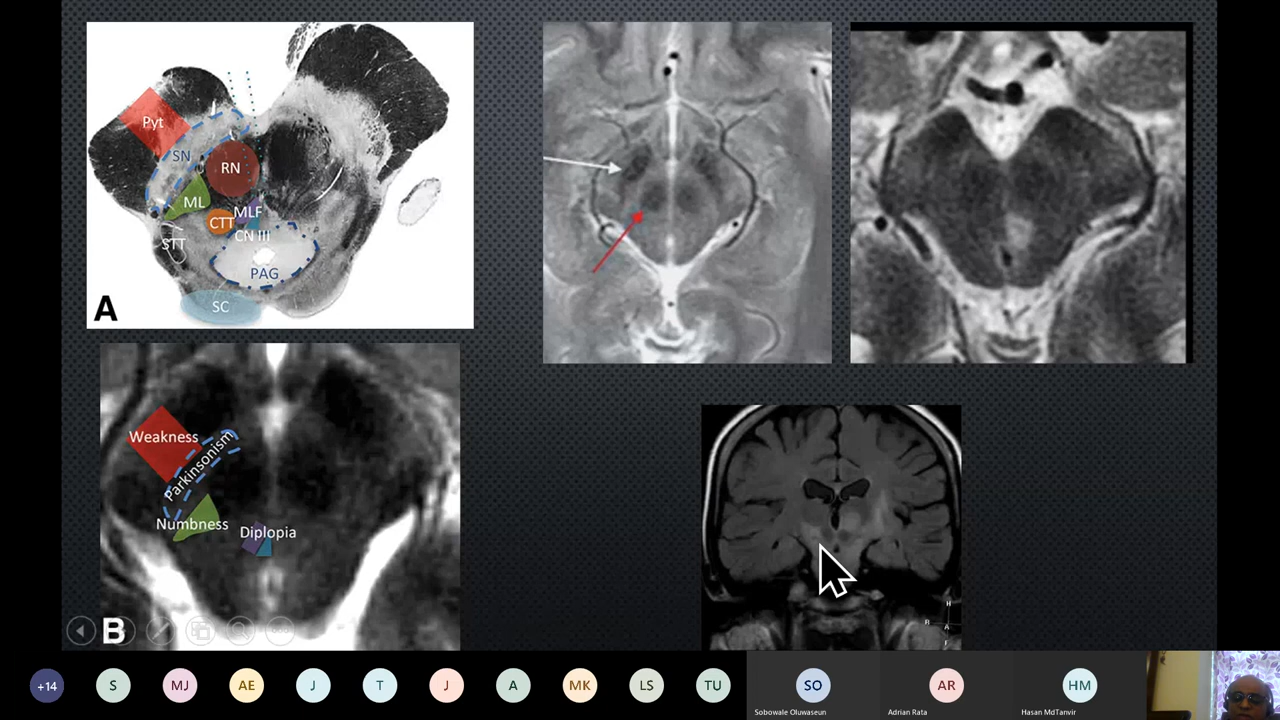 Pyt
SN
RN
ML
MLF
CTT
CN III
STT
PAG
SC
A
Weakness
Parkinsonism
Numbness
Diplopia
B
H
R
A
F
+14
S
MJ
AE
J
T
J
A
MK
LS
TU
SO
AR
HM
Sobowale Oluwaseun
Adrian Rata
Hasan MdTanvir